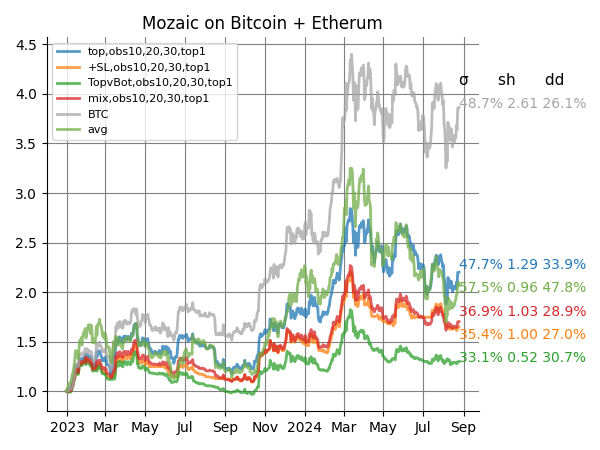 Mozaic on Bitcoin + Etherum
4.5
4.0
3.5
3.0
2.5
2.0
1.5
1.0
top,obs10,20,30,top1
+SL,obs10,20,30,top1
TopvBot,obs10,20,30,top1
mix,obs10,20,30,top1
BTC
avg
σ sh dd
48.7% 2.61 26.1%
47.7% 1.29 33.9%
57.5% 0.96 47.8%
36.9% 1.03 28.9%
35.4% 1.00 27.0%
33.1% 0.52 30.7%
2023 Mar May Jul Sep Nov 2024 Mar May Jul Sep